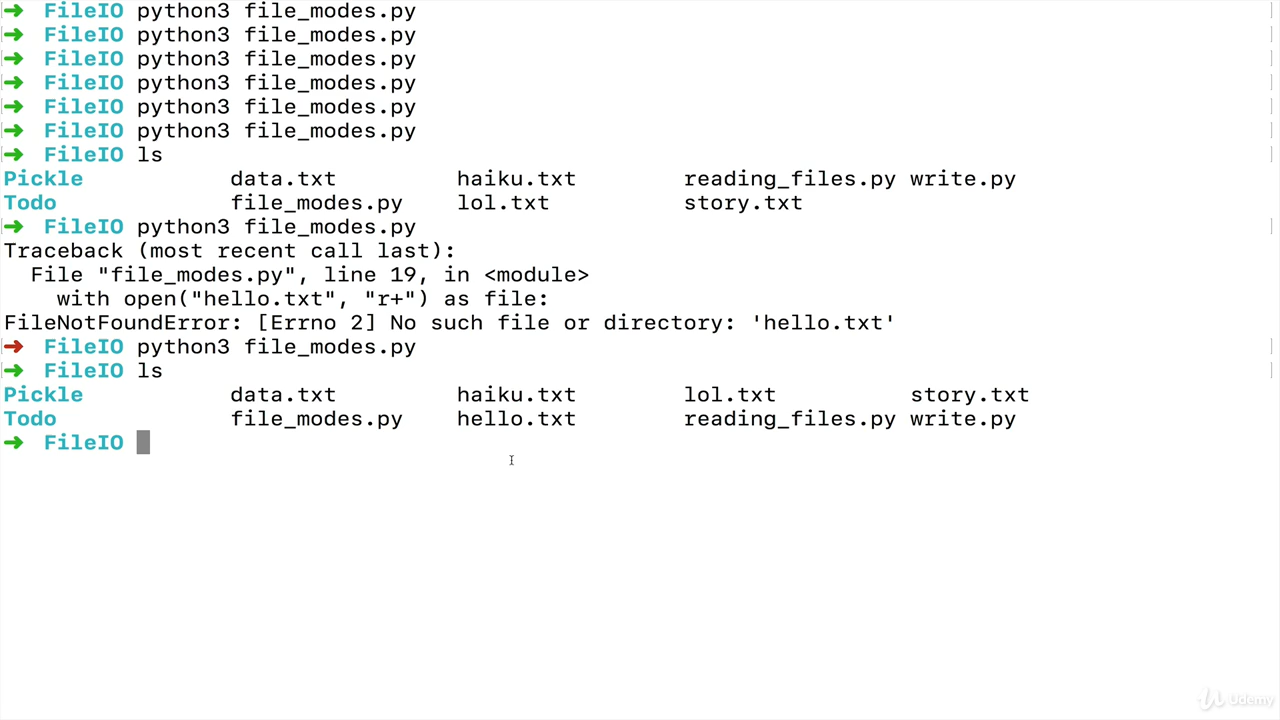 ➜ FileIO python3 file_modes.py
➜ FileIO python3 file_modes.py
➜ FileIO python3 file_modes.py
➜ FileIO python3 file_modes.py
➜ FileIO python3 file_modes.py
➜ FileIO python3 file_modes.py
➜ FileIO ls
Pickle data.txt haiku.txt reading_files.py write.py
Todo file_modes.py lol.txt story.txt
➜ FileIO python3 file_modes.py
Traceback (most recent call last):
File "file_modes.py", line 19, in <module>
with open("hello.txt", "r+") as file:
FileNotFoundError: [Errno 2] No such file or directory: 'hello.txt'
➜ FileIO python3 file_modes.py
➜ FileIO ls
Pickle data.txt haiku.txt lol.txt story.txt
Todo file_modes.py hello.txt reading_files.py write.py
➜ FileIO
Udemy